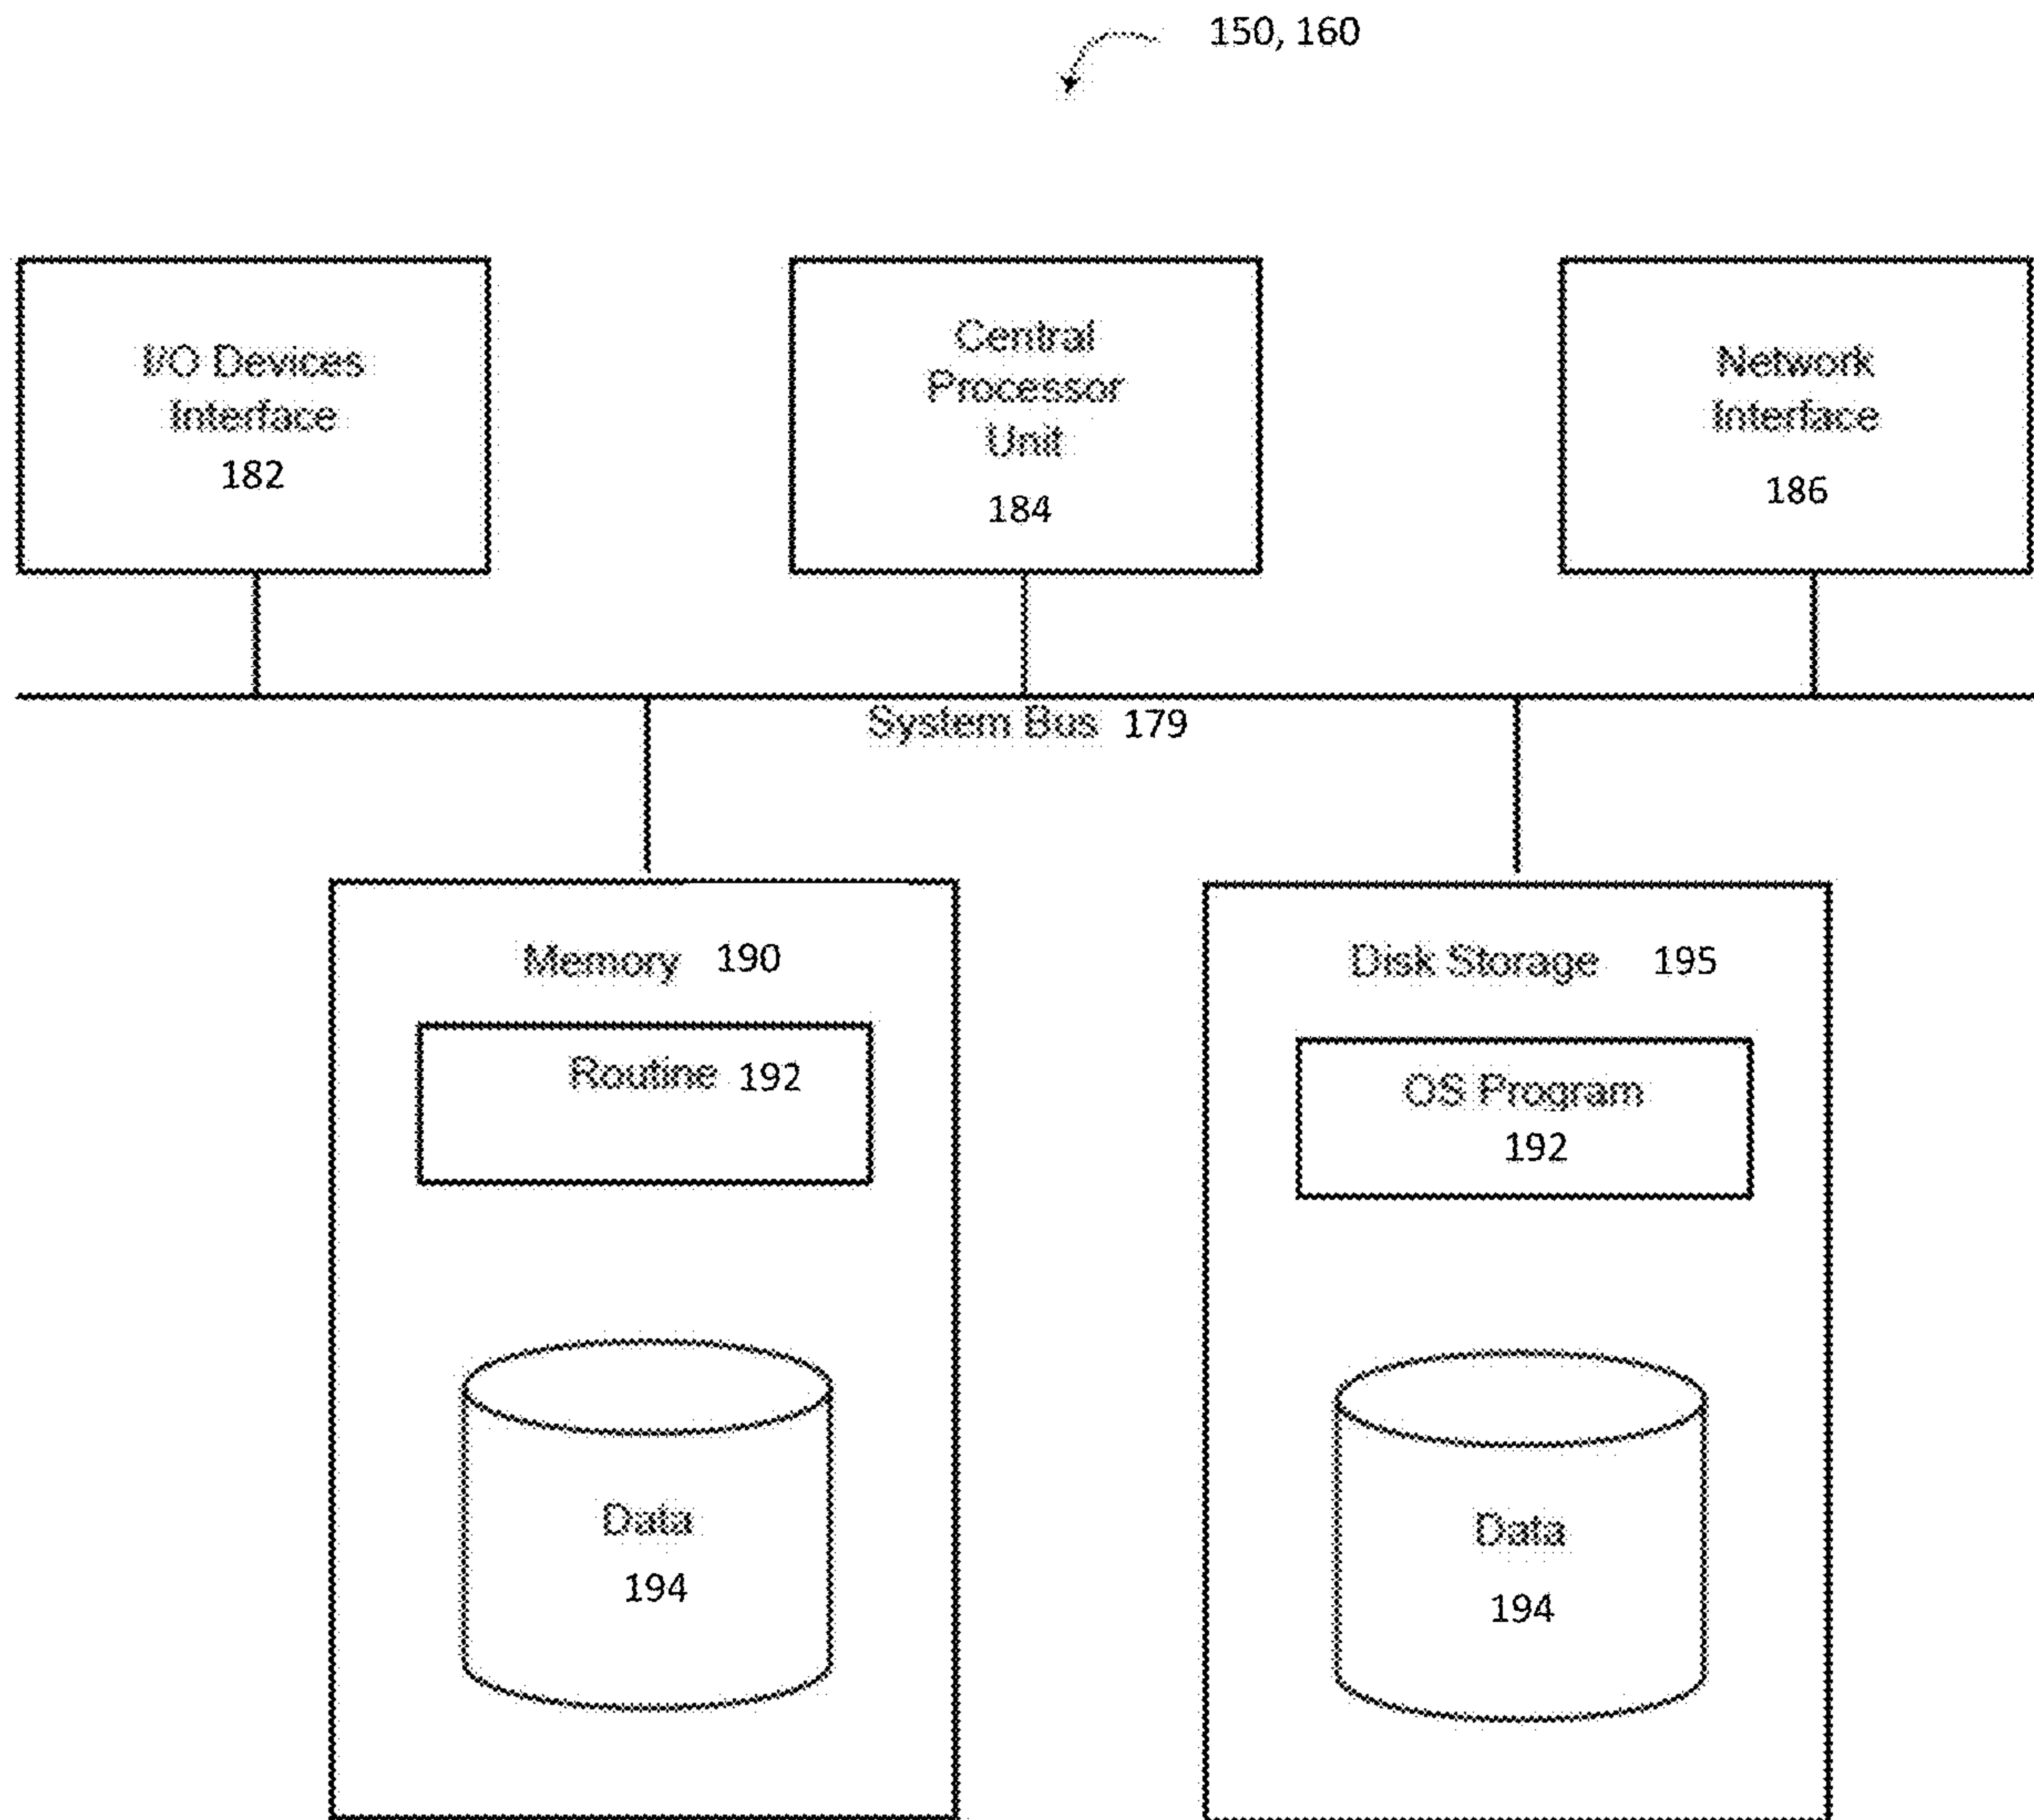 150, 160
I/O Devices
Interface
182
Central
Processor
Unit
184
Network
Interface
186
System Bus 179
Memory 190
Routine 192
Data
194
Disk Storage 195
OS Program
192
Data
194